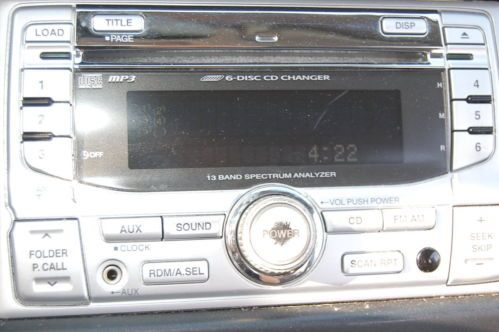 LOAD
TITLE
PAGE
DISP
COMPACT disc MP3 6-DISC CD CHANGER
1
4
H
2
M
3
OFF
4:22
R
6
13 BAND SPECTRUM ANALYZER
VOL PUSH POWER
AUX
SOUND
POWER
CD
FM AM
SEEK
SKIP
CLOCK
FOLDER
P. CALL
RDM/A.SEL
SCAN RPT
AUX